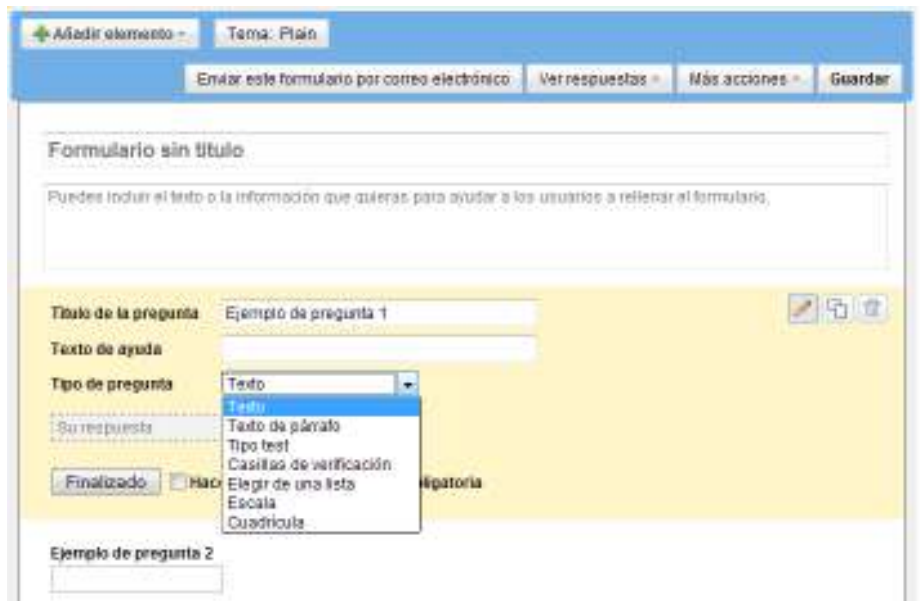 Añadir elemento
Tema: Plain
Enviar este formulario por correo electrónico
Ver respuestas
Más acciones
Guardar
Formulario sin título
Puedes incluir el texto o la información que quieras para ayudar a los usuarios a rellenar el formulario.
Título de la pregunta
Ejemplo de pregunta 1
Texto de ayuda
Tipo de pregunta
Texto
Texto
Texto de párrafo
Tipo test
Casillas de verificación
Elegir de una lista
Escala
Cuadrícula
Su respuesta
Finalizado
Hac
ligatoria
Ejemplo de pregunta 2